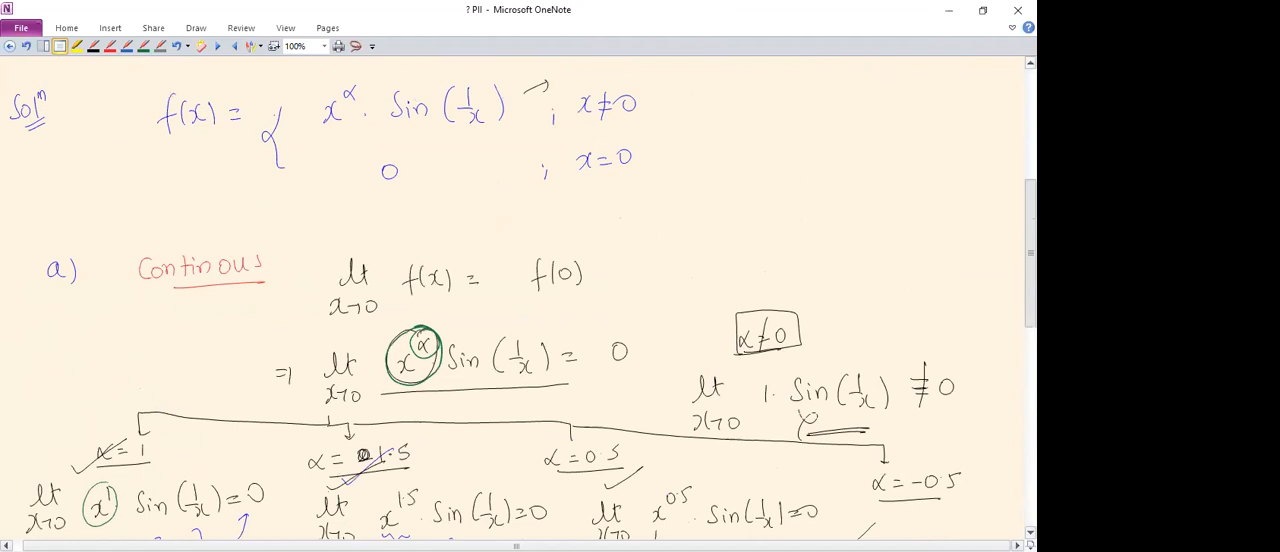 ? PII - Microsoft OneNote
File Home Insert Share Draw Review Pages
100%
Solⁿ f(x) = { x^α . Sin (1/x) ; x ≠ 0
0 ; x = 0
a) Continous lt x→0 f(x) = f(0)
α ≠ 0
⇒ lt x→0 x^α Sin (1/x) = 0
lt x→0 1. Sin (1/x) ≠ 0
α = 1 α = 1.5 α = 0.5 α = -0.5
lt x→0 x^1 Sin (1/x) = 0 lt x→0 x^1.5 . Sin (1/x) = 0 lt x→0 x^0.5 . Sin (1/x) = 0